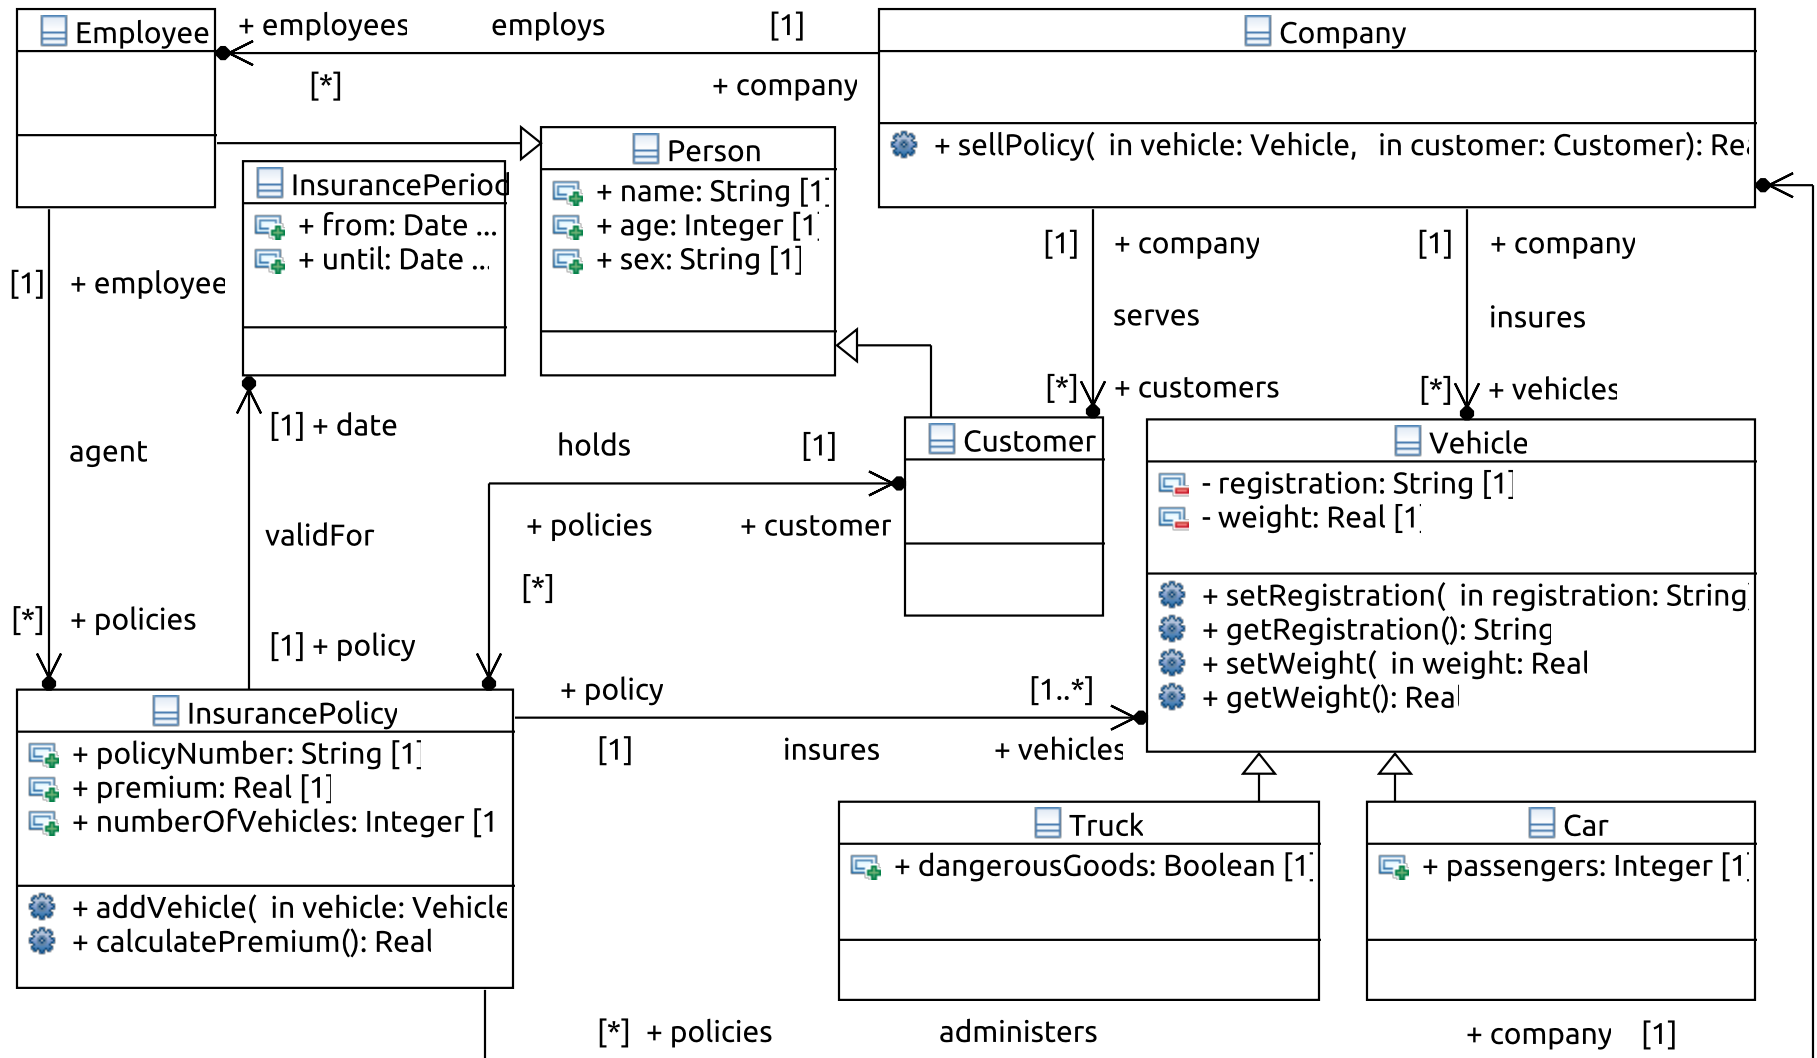 Employee
+ employees
employs
[1]
[*]
+ company
Company
+ sellPolicy( in vehicle: Vehicle, in customer: Customer): Rea
Person
+ name: String [1]
+ age: Integer [1]
+ sex: String [1]
InsurancePeriod
+ from: Date ...
+ until: Date ...
[1] + employee
agent
[*] + policies
[1] + company
serves
[*] + customers
[1] + company
insures
[*] + vehicles
[1] + date
validFor
[1] + policy
holds
[1]
+ policies
+ customer
[*]
Customer
Vehicle
- registration: String [1]
- weight: Real [1]
+ setRegistration( in registration: String
+ getRegistration(): String
+ setWeight( in weight: Real
+ getWeight(): Real
InsurancePolicy
+ policyNumber: String [1]
+ premium: Real [1]
+ numberOfVehicles: Integer [1
+ addVehicle( in vehicle: Vehicle
+ calculatePremium(): Real
+ policy
[1..*]
[1]
insures
+ vehicles
Truck
+ dangerousGoods: Boolean [1]
Car
+ passengers: Integer [1]
[*] + policies
administers
+ company [1]